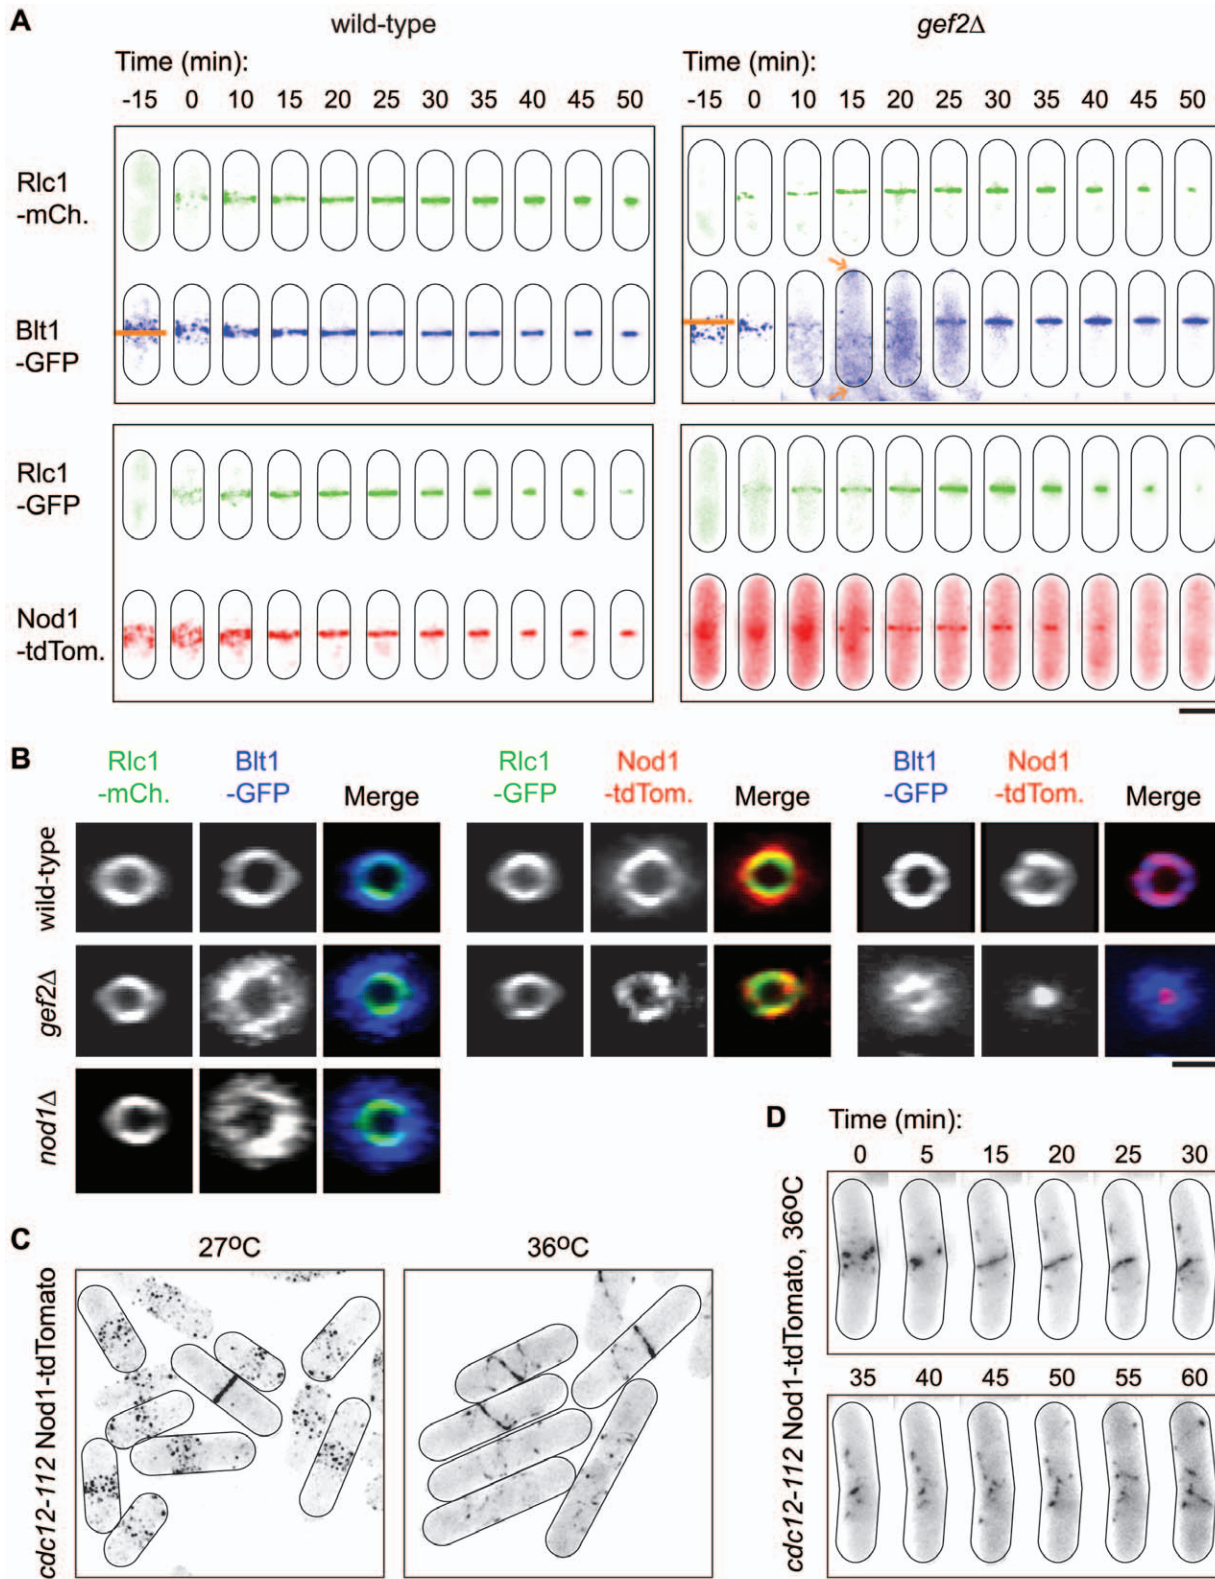 A
wild-type
gef2Δ
Time (min):
Time (min):
-15 0 10 15 20 25 30 35 40 45 50
-15 0 10 15 20 25 30 35 40 45 50
Rlc1
-mCh.
Blt1
-GFP
Rlc1
-GFP
Nod1
-tdTom.
B
Rlc1
-mCh.
Blt1
-GFP
Merge
Rlc1
-GFP
Nod1
-tdTom.
Merge
Blt1
-GFP
Nod1
-tdTom.
Merge
wild-type
gef2Δ
nod1Δ
C
27ºC
36ºC
cdc12-112 Nod1-tdTomato
D
Time (min):
0 5 15 20 25 30
35 40 45 50 55 60
cdc12-112 Nod1-tdTomato, 36ºC